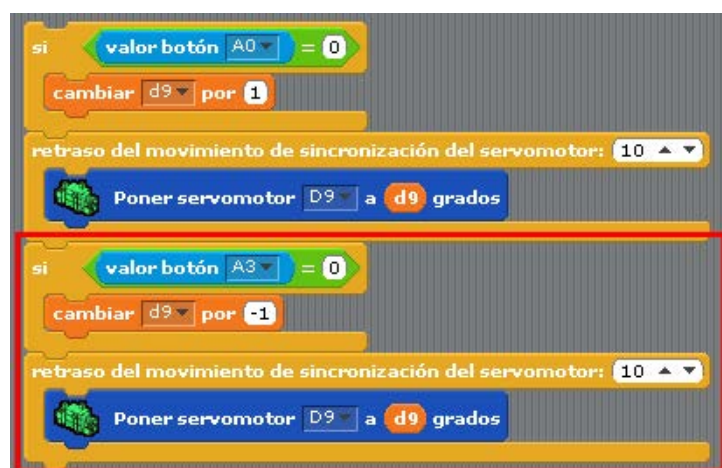 si valor botón A0 = 0
cambiar d9 por 1
retraso del movimiento de sincronización del servomotor: 10
Poner servomotor D9 a d9 grados
si valor botón A3 = 0
cambiar d9 por -1
retraso del movimiento de sincronización del servomotor: 10
Poner servomotor D9 a d9 grados